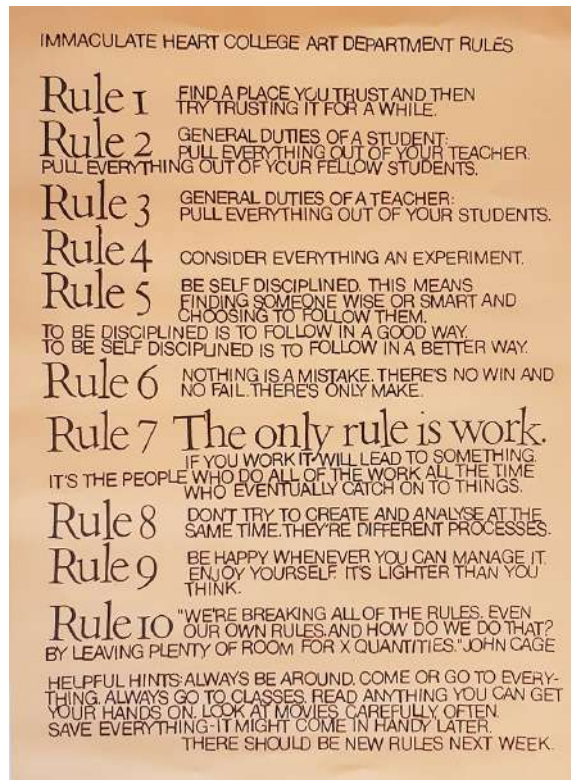 IMMACULATE HEART COLLEGE ART DEPARTMENT RULES
Rule 1 FIND A PLACE YOU TRUST AND THEN
TRY TRUSTING IT FOR A WHILE.
Rule 2 GENERAL DUTIES OF A STUDENT:
PULL EVERYTHING OUT OF YOUR TEACHER.
PULL EVERYTHING OUT OF YOUR FELLOW STUDENTS.
Rule 3 GENERAL DUTIES OF A TEACHER:
PULL EVERYTHING OUT OF YOUR STUDENTS.
Rule 4 CONSIDER EVERYTHING AN EXPERIMENT.
Rule 5 BE SELF DISCIPLINED. THIS MEANS
FINDING SOMEONE WISE OR SMART AND
CHOOSING TO FOLLOW THEM.
TO BE DISCIPLINED IS TO FOLLOW IN A GOOD WAY.
TO BE SELF DISCIPLINED IS TO FOLLOW IN A BETTER WAY.
Rule 6 NOTHING IS A MISTAKE. THERE'S NO WIN AND
NO FAIL. THERE'S ONLY MAKE.
Rule 7 The only rule is work.
IF YOU WORK IT WILL LEAD TO SOMETHING.
IT'S THE PEOPLE WHO DO ALL OF THE WORK ALL THE TIME
WHO EVENTUALLY CATCH ON TO THINGS.
Rule 8 DON'T TRY TO CREATE AND ANALYSE AT THE
SAME TIME. THEY'RE DIFFERENT PROCESSES.
Rule 9 BE HAPPY WHENEVER YOU CAN MANAGE IT.
ENJOY YOURSELF. IT'S LIGHTER THAN YOU
THINK.
Rule 10 "WE'RE BREAKING ALL OF THE RULES. EVEN
OUR OWN RULES. AND HOW DO WE DO THAT?
BY LEAVING PLENTY OF ROOM FOR X QUANTITIES." JOHN CAGE
HELPFUL HINTS: ALWAYS BE AROUND. COME OR GO TO EVERY-
THING. ALWAYS GO TO CLASSES. READ ANYTHING YOU CAN GET
YOUR HANDS ON. LOOK AT MOVIES CAREFULLY, OFTEN.
SAVE EVERYTHING-IT MIGHT COME IN HANDY LATER.
THERE SHOULD BE NEW RULES NEXT WEEK.